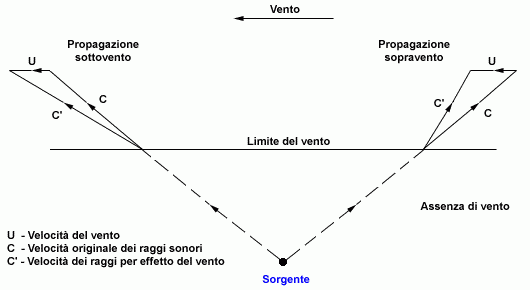 Vento
Propagazione
sottovento
Propagazione
sopravento
U
U
C
C'
C'
C
Limite del vento
Assenza di vento
U - Velocità del vento
C - Velocità originale dei raggi sonori
C' - Velocità dei raggi per effetto del vento
Sorgente